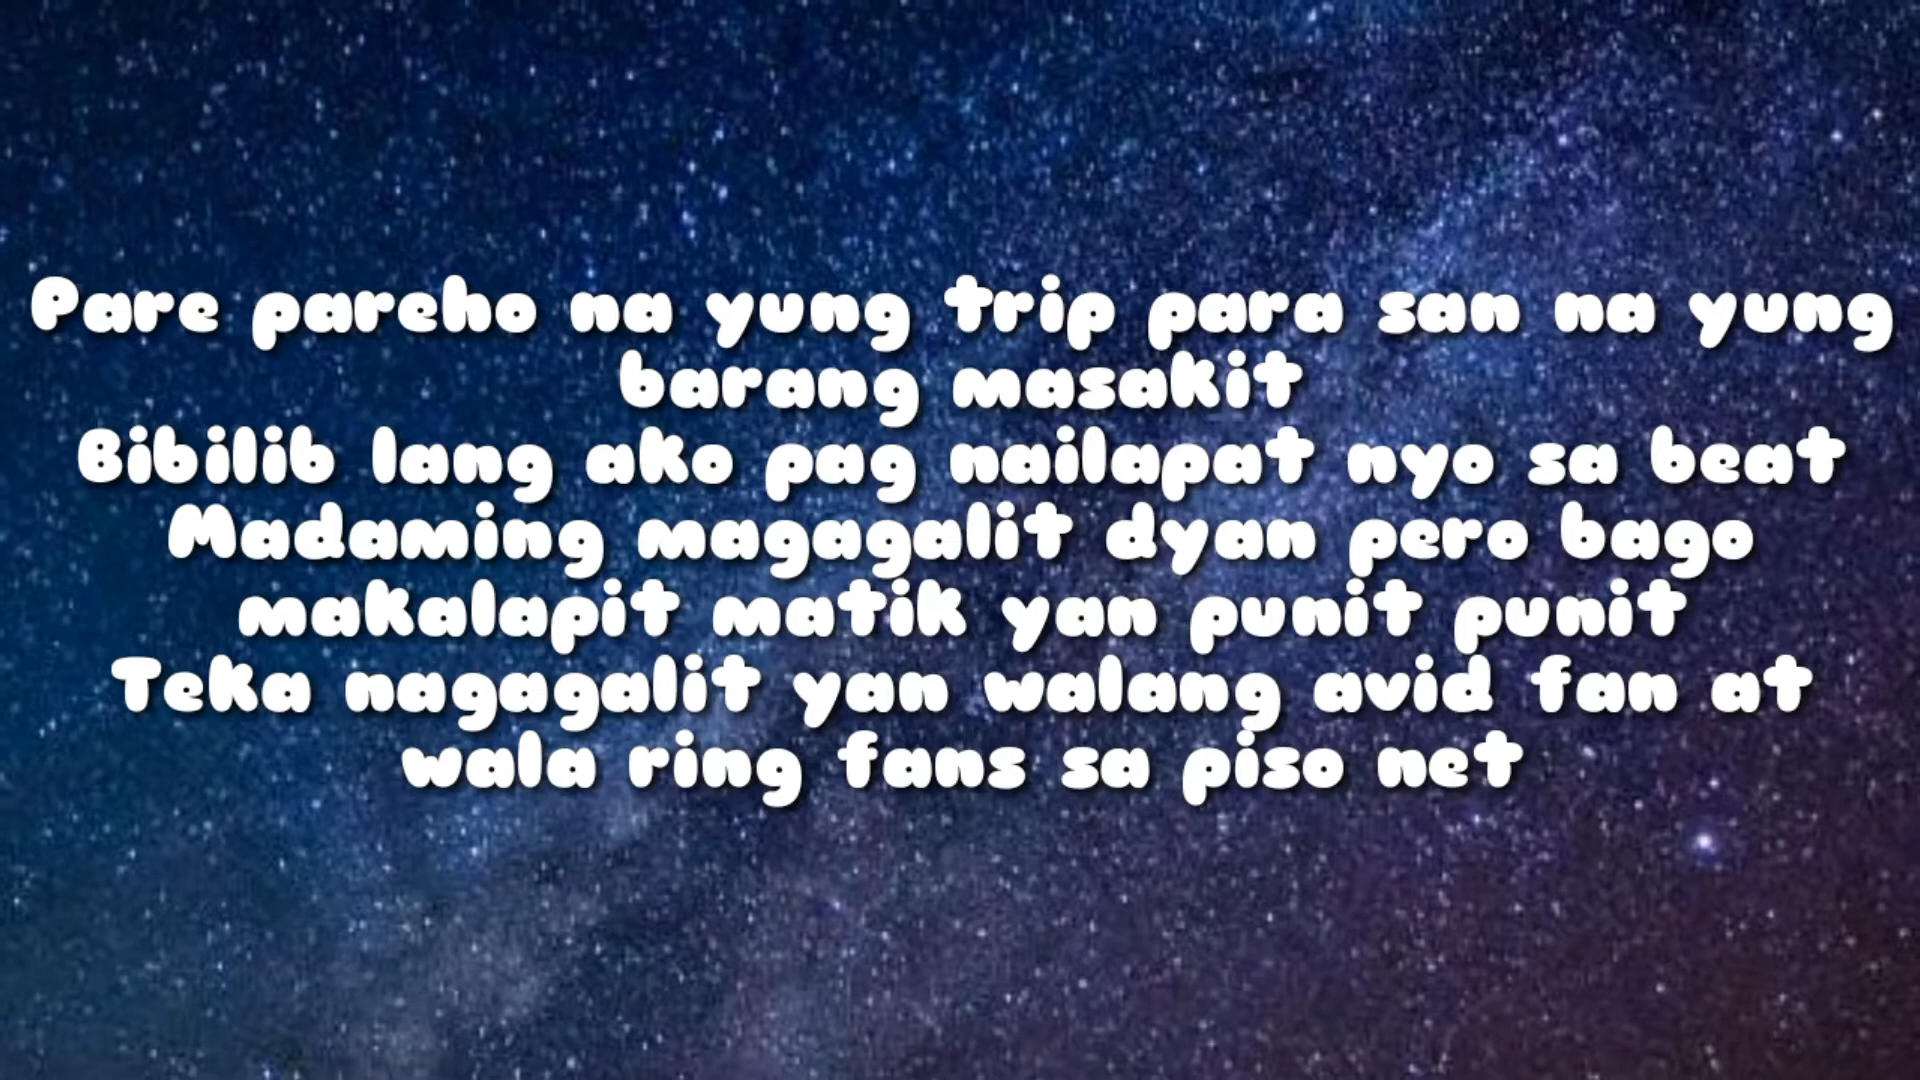 Pare pareho na yung trip para san na yung
barang masakit
Bibilib lang ako pag nailapat nyo sa beat
Madaming magagalit dyan pero bago
makalapit matik yan punit punit
Teka nagagalit yan walang avid fan at
wala ring fans sa piso net